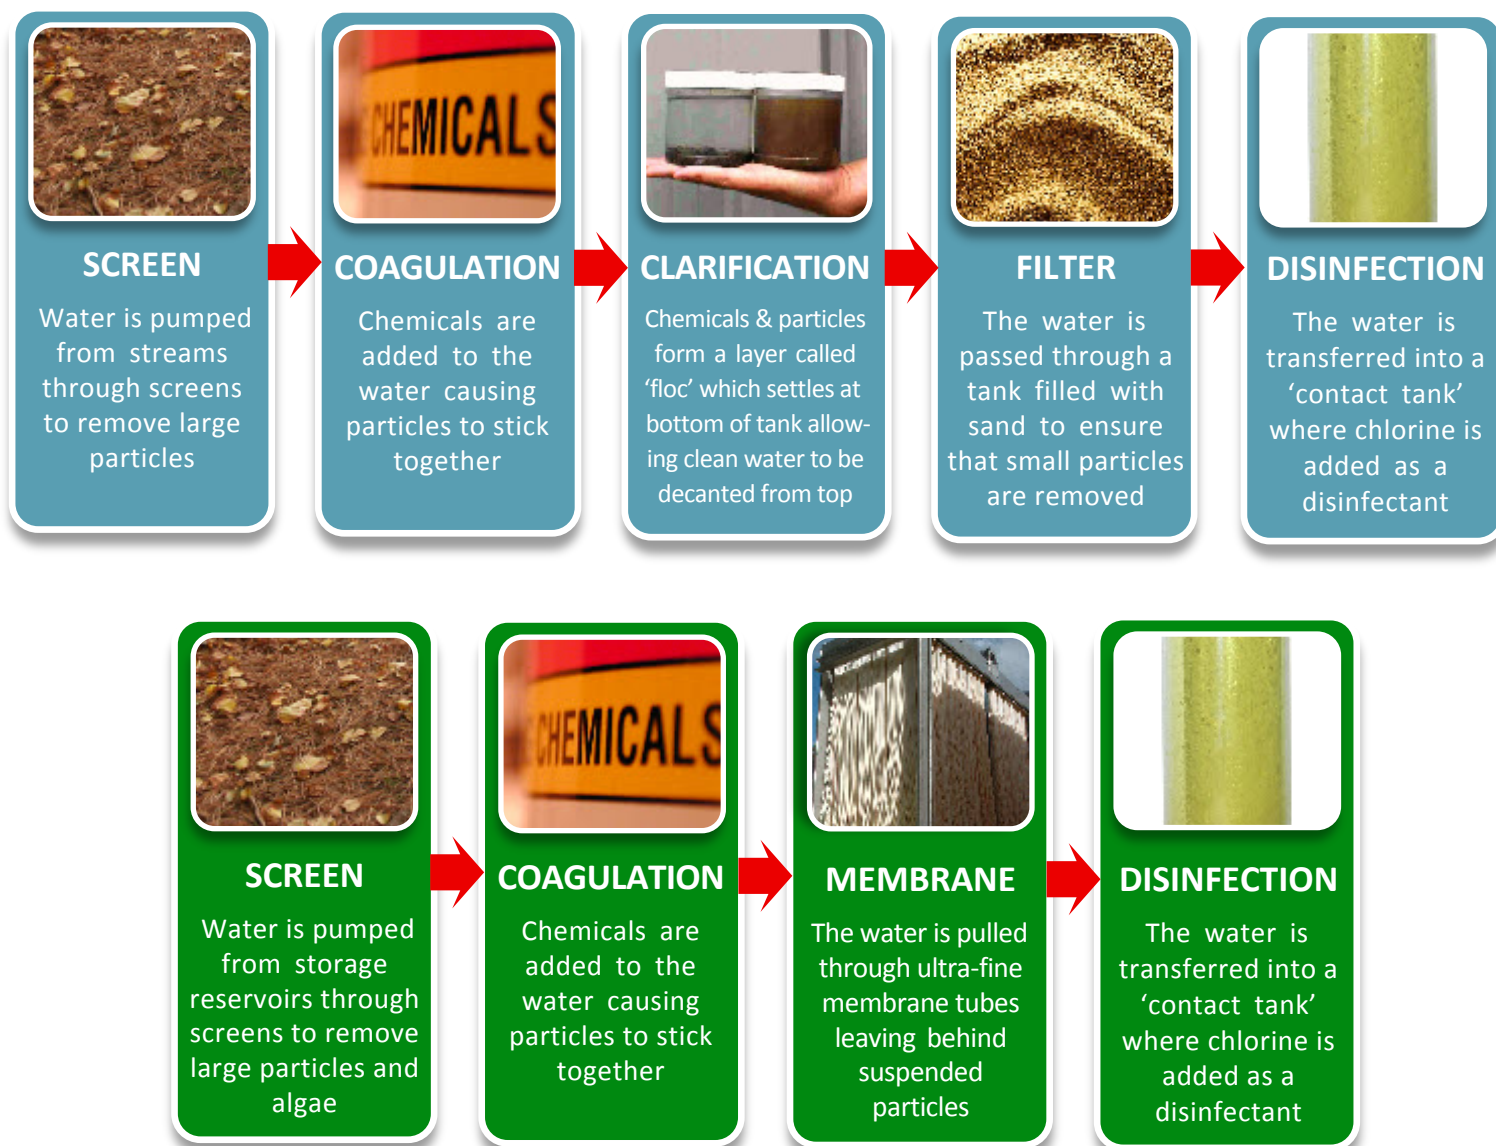 CHEMICALS
SCREEN
Water is pumped
from streams
through screens
to remove large
particles
COAGULATION
Chemicals are
added to the
water causing
particles to stick
together
CLARIFICATION
Chemicals & particles
form a layer called
‘floc’ which settles at
bottom of tank allow-
ing clean water to be
decanted from top
FILTER
The water is
passed through a
tank filled with
sand to ensure
that small particles
are removed
DISINFECTION
The water is
transferred into a
‘contact tank’
where chlorine is
added as a
disinfectant
CHEMICALS
SCREEN
Water is pumped
from storage
reservoirs through
screens to remove
large particles and
algae
COAGULATION
Chemicals are
added to the
water causing
particles to stick
together
MEMBRANE
The water is pulled
through ultra-fine
membrane tubes
leaving behind
suspended
particles
DISINFECTION
The water is
transferred into a
‘contact tank’
where chlorine is
added as a
disinfectant